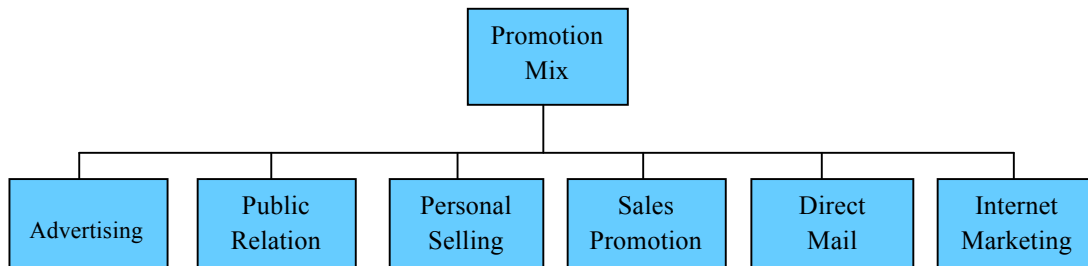 Promotion
Mix
Advertising
Public
Relation
Personal
Selling
Sales
Promotion
Direct
Mail
Internet
Marketing